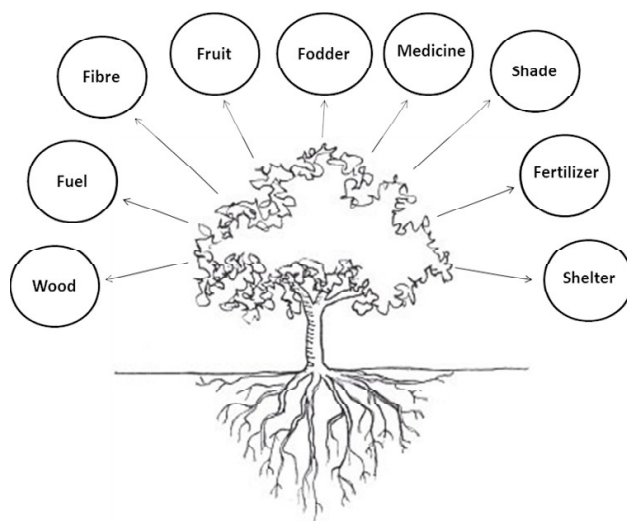 Wood
Fuel
Fibre
Fruit
Fodder
Medicine
Shade
Fertilizer
Shelter